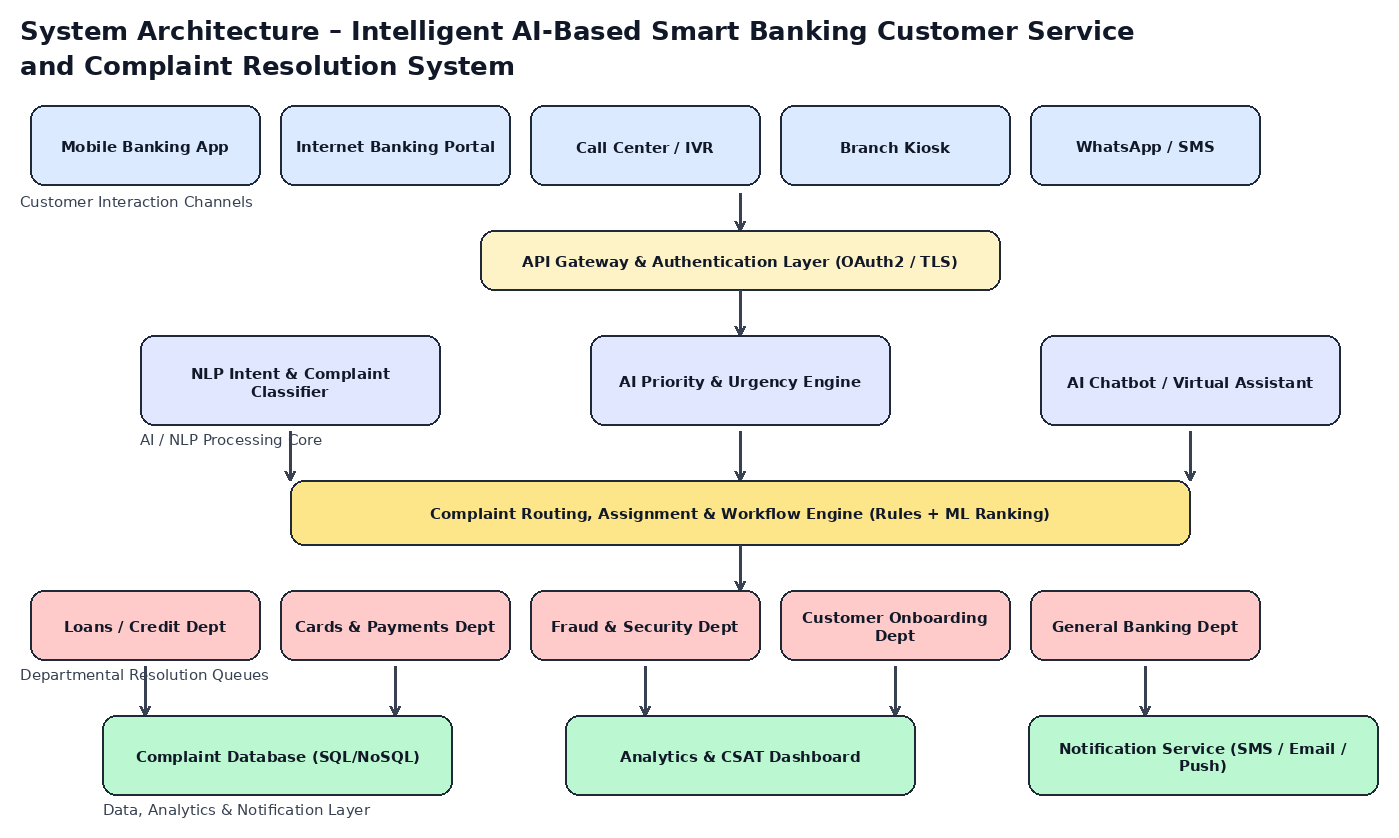 System Architecture – Intelligent AI-Based Smart Banking Customer Service
and Complaint Resolution System
Mobile Banking App
Internet Banking Portal
Call Center / IVR
Branch Kiosk
WhatsApp / SMS
Customer Interaction Channels
API Gateway & Authentication Layer (OAuth2 / TLS)
NLP Intent & Complaint
Classifier
AI Priority & Urgency Engine
AI Chatbot / Virtual Assistant
AI / NLP Processing Core
Complaint Routing, Assignment & Workflow Engine (Rules + ML Ranking)
Loans / Credit Dept
Cards & Payments Dept
Fraud & Security Dept
Customer Onboarding
Dept
General Banking Dept
Departmental Resolution Queues
Complaint Database (SQL/NoSQL)
Analytics & CSAT Dashboard
Notification Service (SMS / Email /
Push)
Data, Analytics & Notification Layer